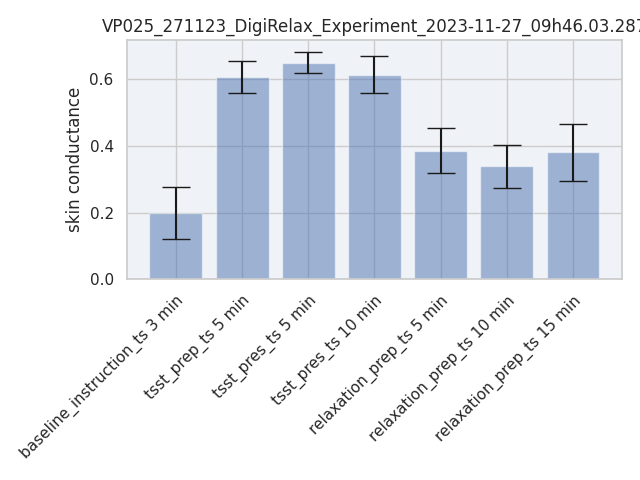 VP025_271123_DigiRelax_Experiment_2023-11-27_09h46.03.287
skin conductance
0.6
0.4
0.2
0.0
baseline_instruction_ts 3 min
tsst_prep_ts 5 min
tsst_pres_ts 5 min
tsst_pres_ts 10 min
relaxation_prep_ts 5 min
relaxation_prep_ts 10 min
relaxation_prep_ts 15 min